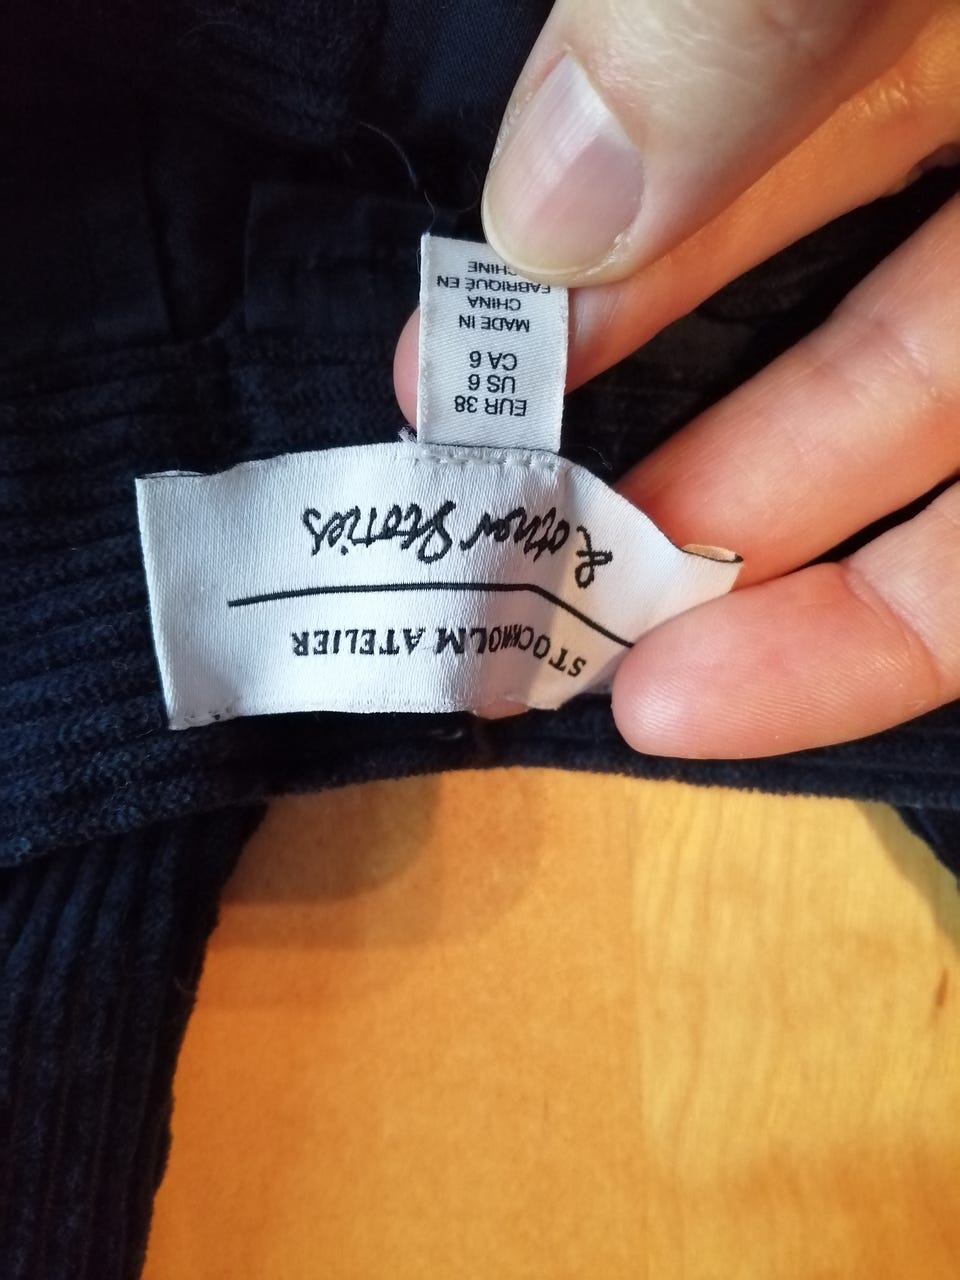 STOCKHOLM ATELIER
& other Stories
EUR 38
US 6
CA 6
MADE IN
CHINA
FABRIQUÉ EN
CHINE